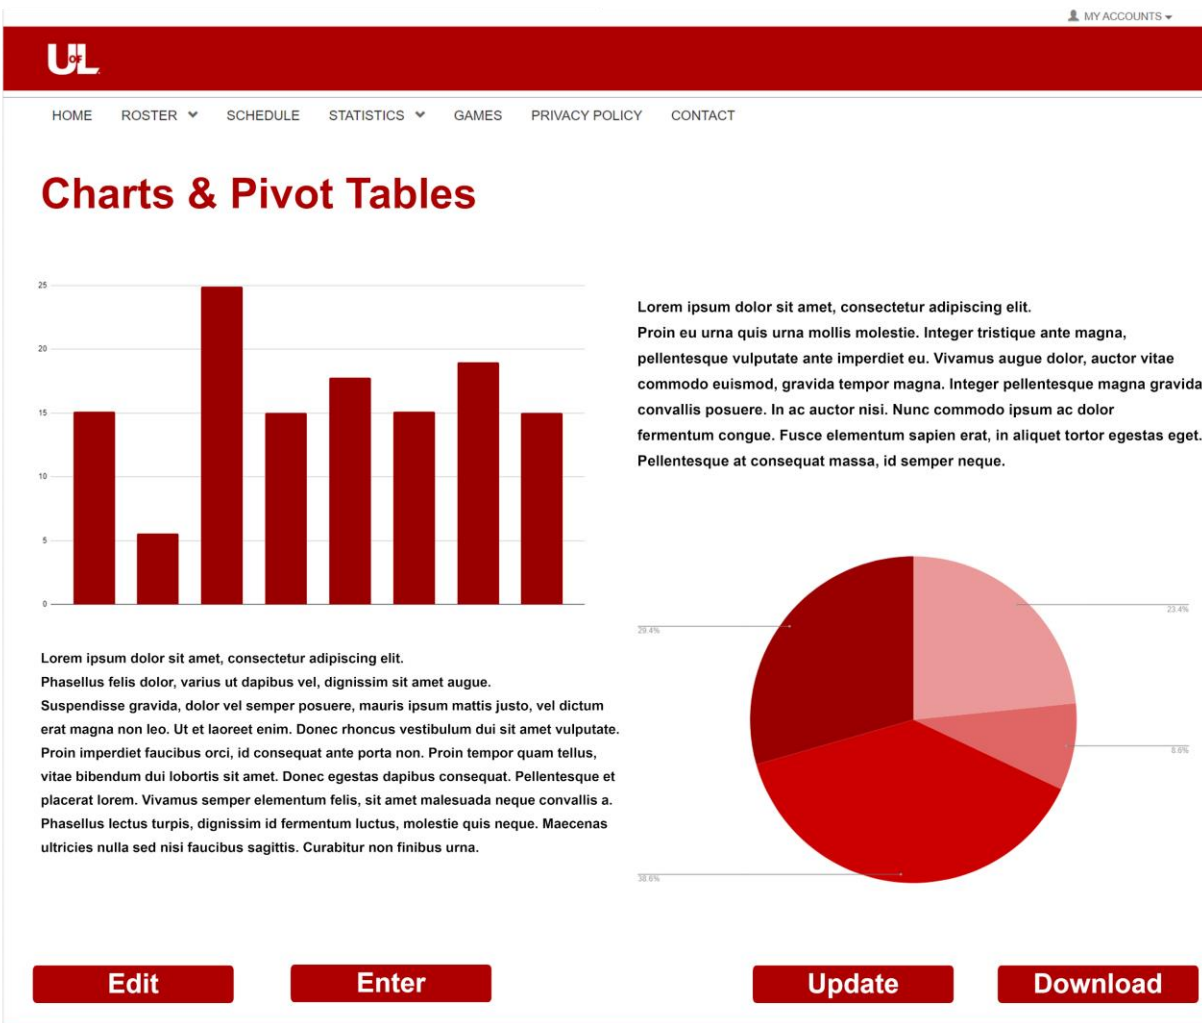 MY ACCOUNTS
UOFL
HOME ROSTER SCHEDULE STATISTICS GAMES PRIVACY POLICY CONTACT
Charts & Pivot Tables
25
20
15
10
5
0
Lorem ipsum dolor sit amet, consectetur adipiscing elit.
Phasellus felis dolor, varius ut dapibus vel, dignissim sit amet augue.
Suspendisse gravida, dolor vel semper posuere, mauris ipsum mattis justo, vel dictum
erat magna non leo. Ut et laoreet enim. Donec rhoncus vestibulum dui sit amet vulputate.
Proin imperdiet faucibus orci, id consequat ante porta non. Proin tempor quam tellus,
vitae bibendum dui lobortis sit amet. Donec egestas dapibus consequat. Pellentesque et
placerat lorem. Vivamus semper elementum felis, sit amet malesuada neque convallis a.
Phasellus lectus turpis, dignissim id fermentum luctus, molestie quis neque. Maecenas
ultricies nulla sed nisi faucibus sagittis. Curabitur non finibus urna.
Lorem ipsum dolor sit amet, consectetur adipiscing elit.
Proin eu urna quis urna mollis molestie. Integer tristique ante magna,
pellentesque vulputate ante imperdiet eu. Vivamus augue dolor, auctor vitae
commodo euismod, gravida tempor magna. Integer pellentesque magna gravida
convallis posuere. In ac auctor nisi. Nunc commodo ipsum ac dolor
fermentum congue. Fusce elementum sapien erat, in aliquet tortor egestas eget.
Pellentesque at consequat massa, id semper neque.
23.4%
29.4%
8.6%
38.6%
Edit Enter Update Download